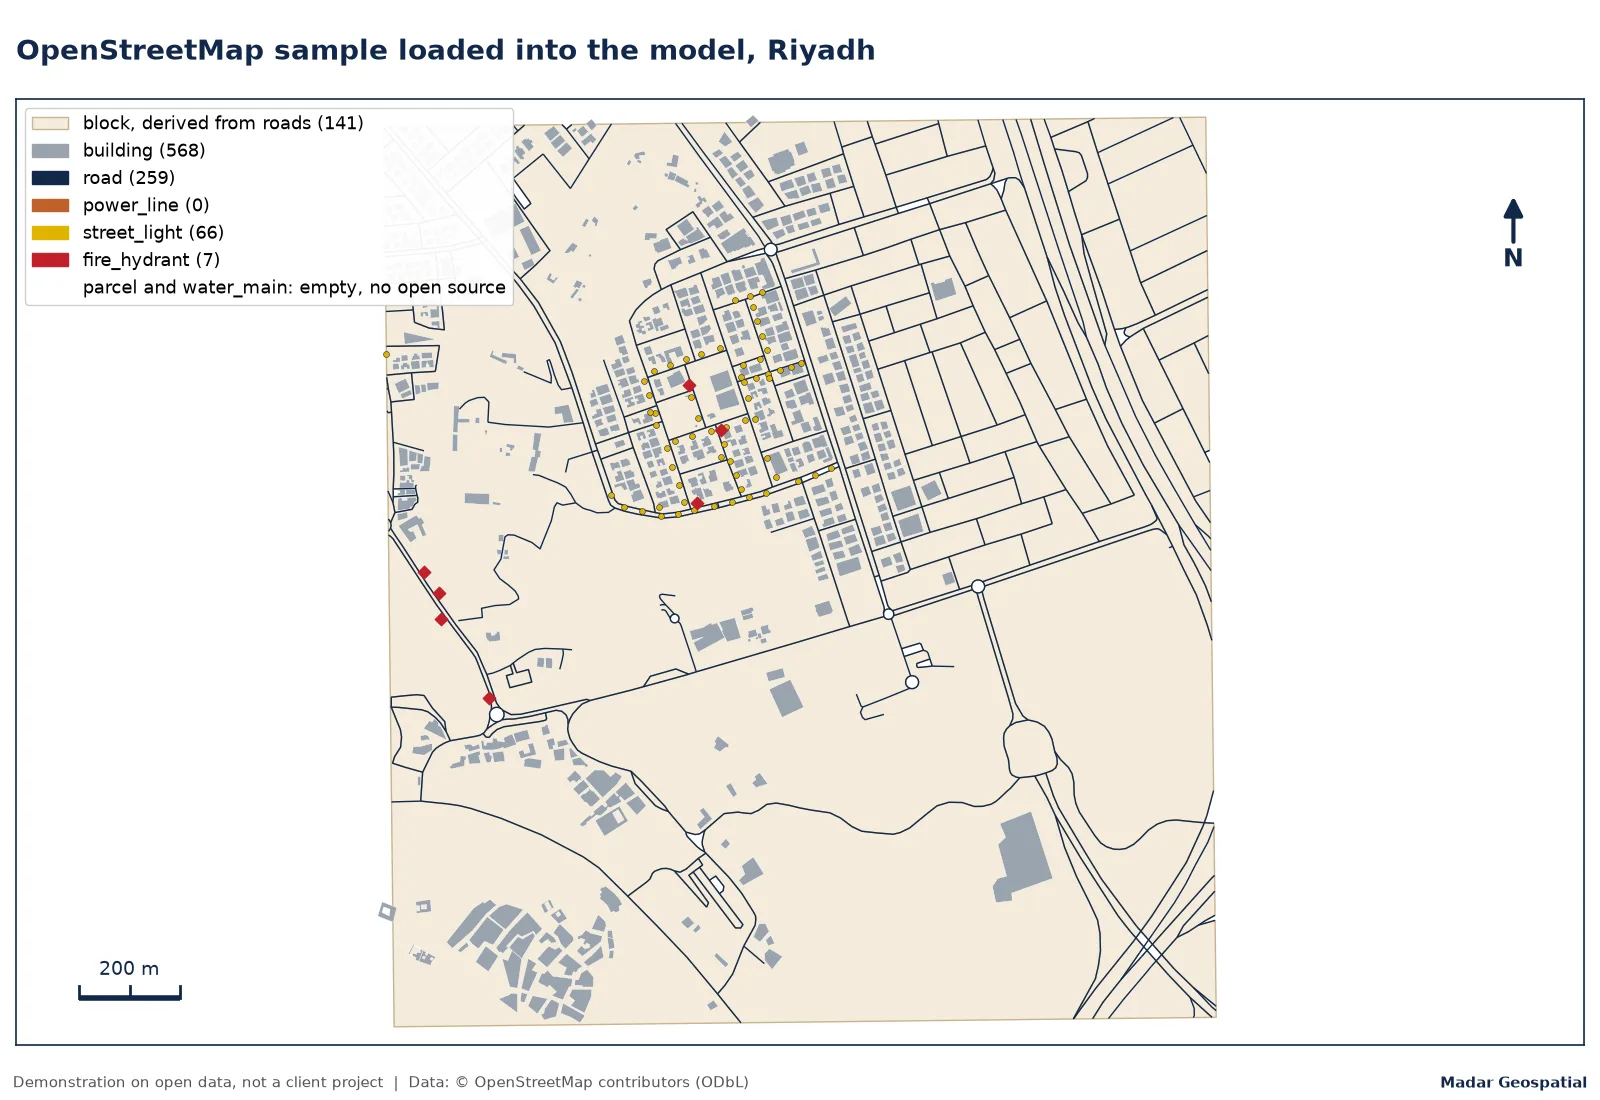 OpenStreetMap sample loaded into the model, Riyadh
block, derived from roads (141)
building (568)
road (259)
power_line (0)
street_light (66)
fire_hydrant (7)
parcel and water_main: empty, no open source
N
200 m
Demonstration on open data, not a client project | Data: © OpenStreetMap contributors (ODbL)
Madar Geospatial